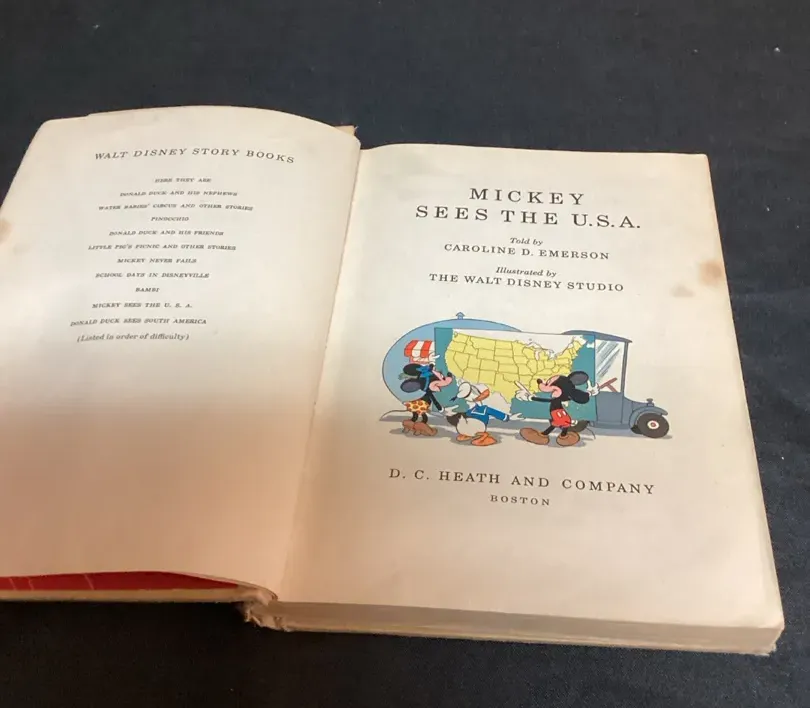 WALT DISNEY STORY BOOKS
HERE THEY ARE
DONALD DUCK AND HIS NEPHEWS
WATER BABIES' CIRCUS AND OTHER STORIES
PINOCCHIO
DONALD DUCK AND HIS FRIENDS
LITTLE PIG'S PICNIC AND OTHER STORIES
MICKEY NEVER FAILS
SCHOOL DAYS IN DISNEYVILLE
BAMBI
MICKEY SEES THE U. S. A.
DONALD DUCK SEES SOUTH AMERICA
(Listed in order of difficulty)
MICKEY
SEES THE U.S.A.
Told by
CAROLINE D. EMERSON
Illustrated by
THE WALT DISNEY STUDIO
D. C. HEATH AND COMPANY
BOSTON